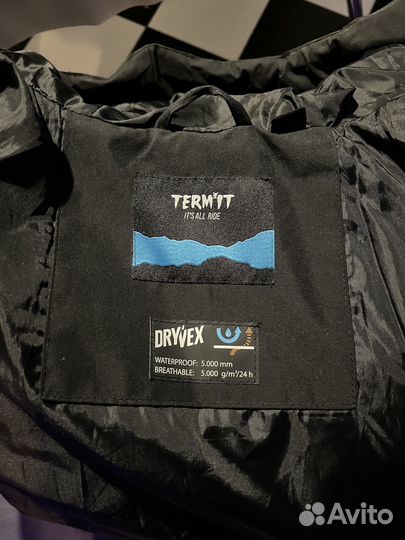 TERMIT
IT'S ALL RIDE
DRYVEX
WATERPROOF: 5.000 mm
BREATHABLE: 5.000 g/m²/24 h
Avito